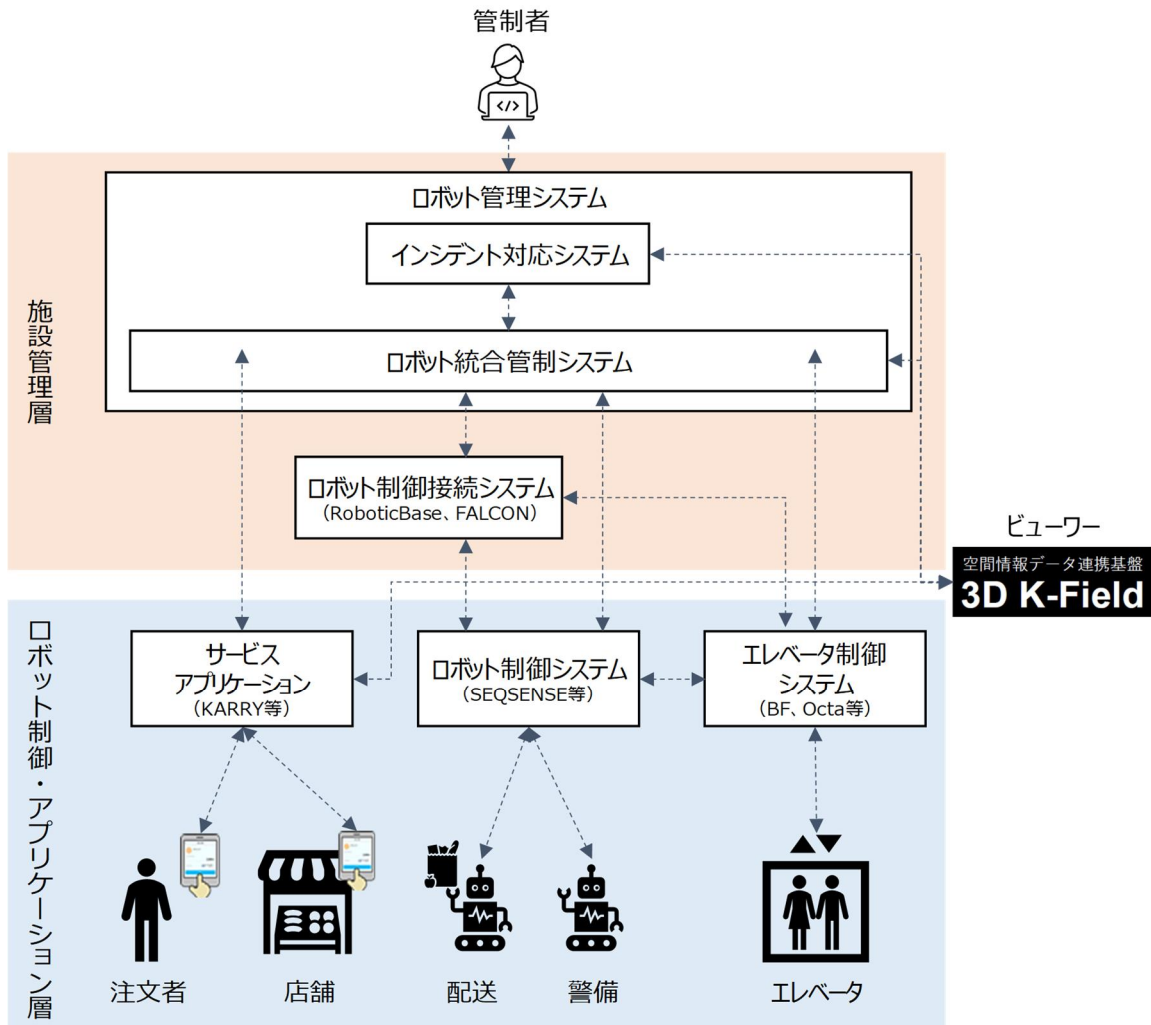 管制者
</>
施設管理層
ロボット管理システム
インシデント対応システム
ロボット統合管制システム
ロボット制御接続システム
（RoboticBase、FALCON）
ビューワー
空間情報データ連携基盤
3D K-Field
ロボット制御・アプリケーション層
サービス
アプリケーション
（KARRY等）
ロボット制御システム
（SEQSENSE等）
エレベータ制御
システム
（BF、Octa等）
注文者
店舗
配送
警備
エレベータ